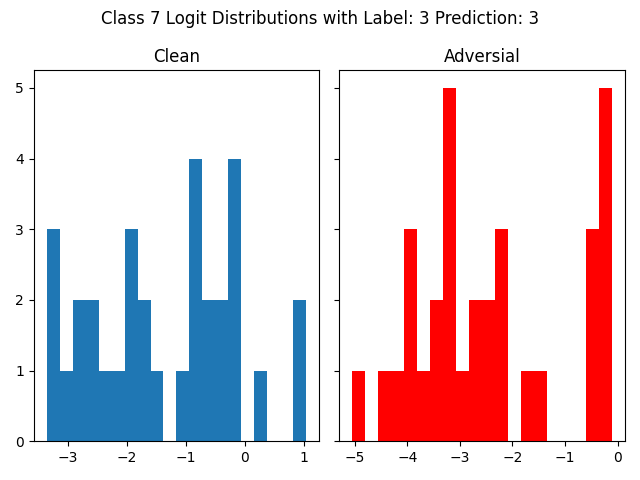 Class 7 Logit Distributions with Label: 3 Prediction: 3
Clean
Adversial
5
4
3
2
1
0
−3 −2 −1 0 1
−5 −4 −3 −2 −1 0